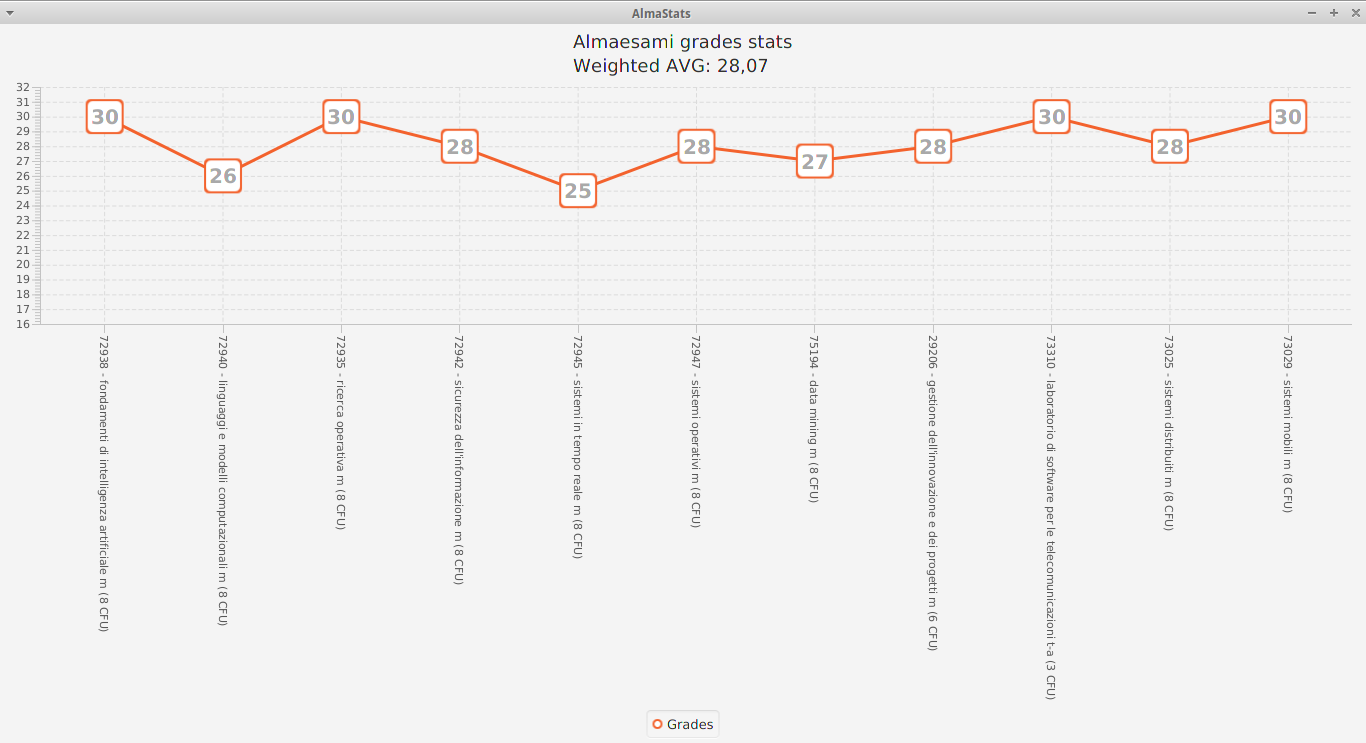 AlmaStats
Almaesami grades stats
Weighted AVG: 28,07
32
31
30
29
28
27
26
25
24
23
22
21
20
19
18
17
16
30
26
30
28
25
28
27
28
30
28
30
72938 - fondamenti di intelligenza artificiale m (8 CFU)
72940 - linguaggi e modelli computazionali m (8 CFU)
72935 - ricerca operativa m (8 CFU)
72942 - sicurezza dell'informazione m (8 CFU)
72945 - sistemi in tempo reale m (8 CFU)
72947 - sistemi operativi m (8 CFU)
75194 - data mining m (8 CFU)
29206 - gestione dell'innovazione e dei progetti m (6 CFU)
73310 - laboratorio di software per le telecomunicazioni t-a (3 CFU)
73025 - sistemi distribuiti m (8 CFU)
73029 - sistemi mobili m (8 CFU)
Grades